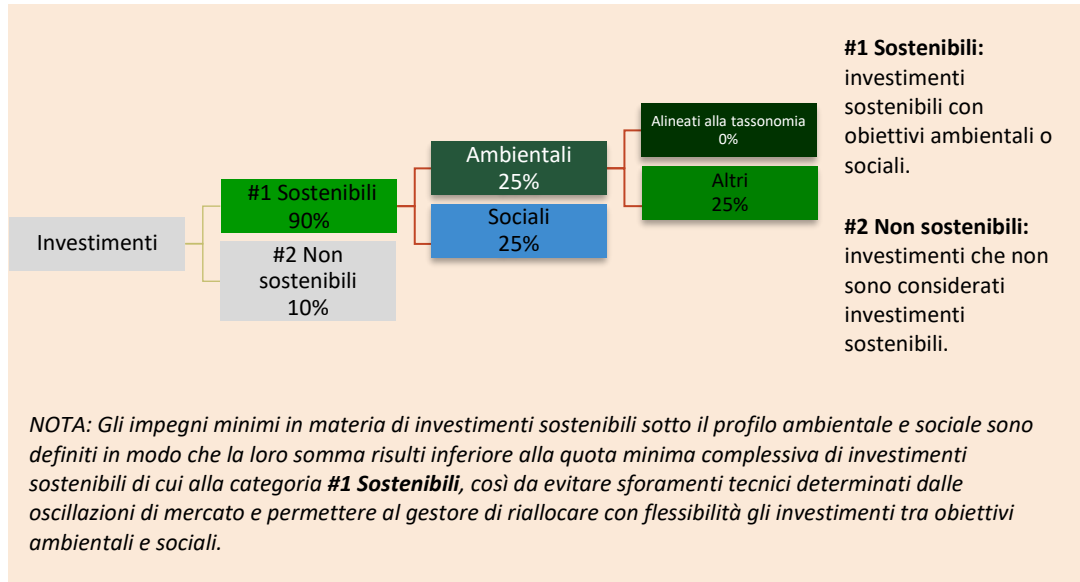 #1 Sostenibili:
investimenti
sostenibili con
obiettivi ambientali o
sociali.
#2 Non sostenibili:
investimenti che non
sono considerati
investimenti
sostenibili.
Investimenti
#1 Sostenibili
90%
#2 Non
sostenibili
10%
Ambientali
25%
Sociali
25%
Alineati alla tassonomia
0%
Altri
25%
NOTA: Gli impegni minimi in materia di investimenti sostenibili sotto il profilo ambientale e sociale sono
definiti in modo che la loro somma risulti inferiore alla quota minima complessiva di investimenti
sostenibili di cui alla categoria #1 Sostenibili, così da evitare sforamenti tecnici determinati dalle
oscillazioni di mercato e permettere al gestore di riallocare con flessibilità gli investimenti tra obiettivi
ambientali e sociali.